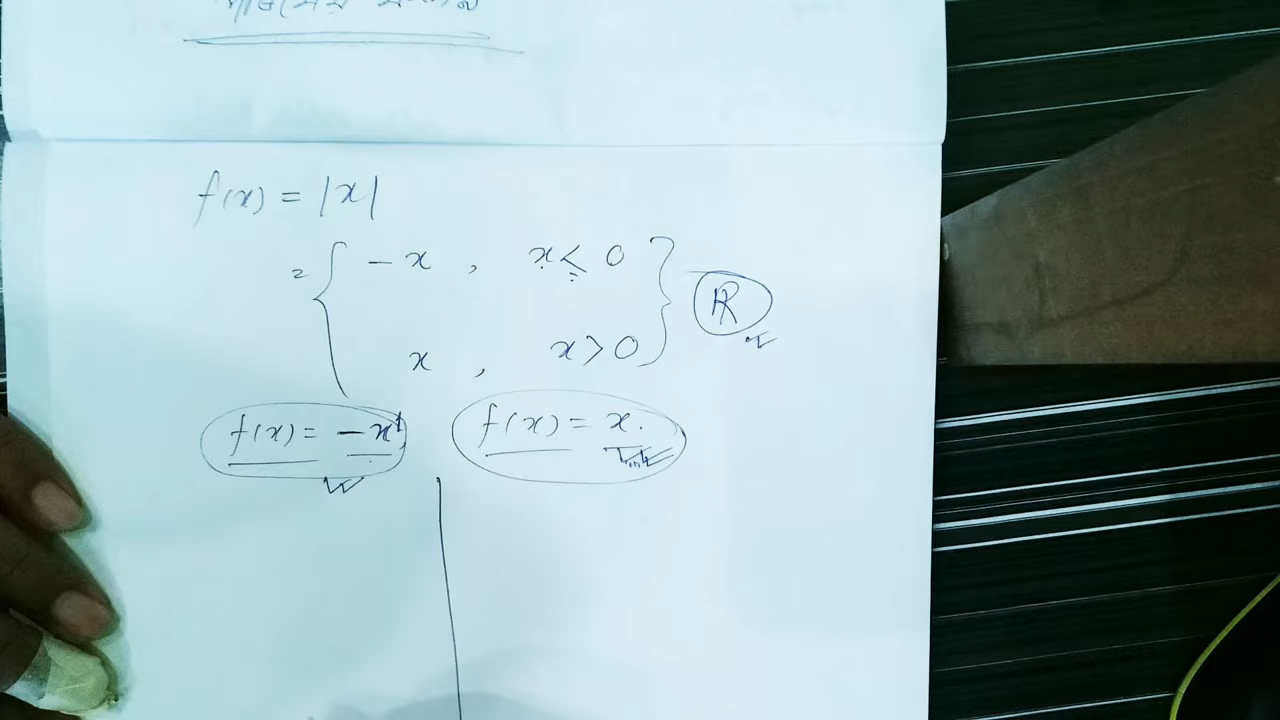 f(x) = |x|
= { -x , x ≤ 0 } ℝ
x , x > 0
f(x) = -x f(x) = x.